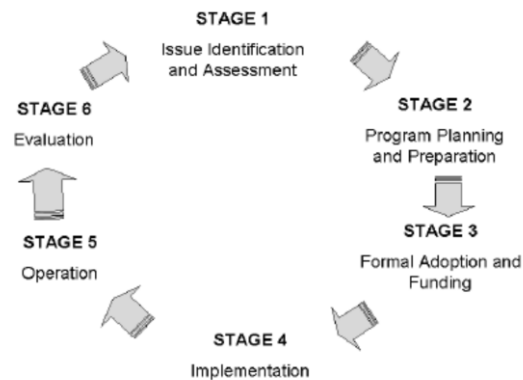 STAGE 1
Issue Identification
and Assessment
STAGE 2
Program Planning
and Preparation
STAGE 3
Formal Adoption and
Funding
STAGE 4
Implementation
STAGE 5
Operation
STAGE 6
Evaluation